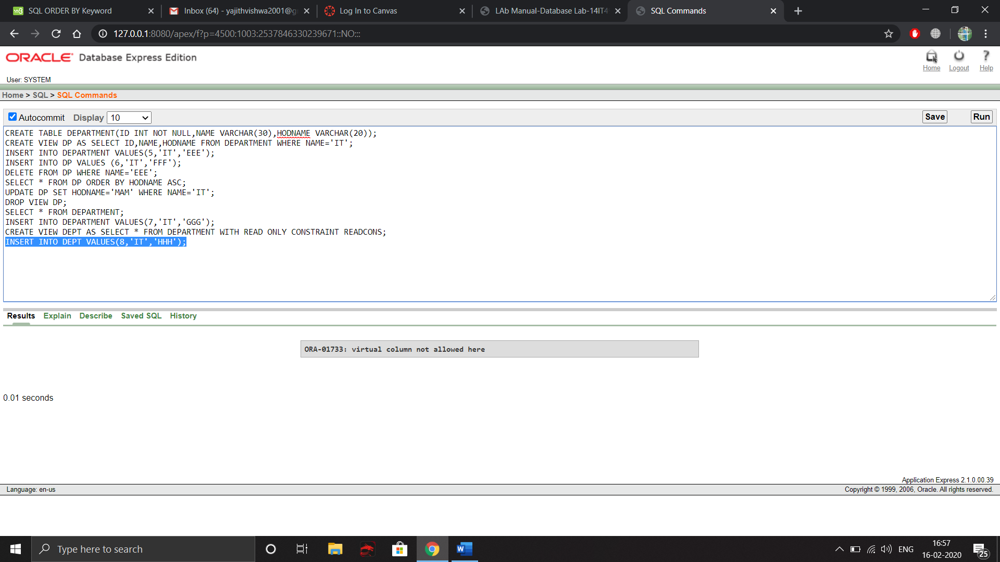 SQL ORDER BY Keyword
Inbox (64) - yajithvishwa2001@g
Log In to Canvas
LAb Manual-Database Lab-14IT4
SQL Commands
127.0.0.1:8080/apex/f?p=4500:1003:2537846330239671::NO:::
ORACLE Database Express Edition
Home
Logout
Help
User: SYSTEM
Home > SQL > SQL Commands
Autocommit Display 10
Save
Run
CREATE TABLE DEPARTMENT(ID INT NOT NULL,NAME VARCHAR(30),HODNAME VARCHAR(20));
CREATE VIEW DP AS SELECT ID,NAME,HODNAME FROM DEPARTMENT WHERE NAME='IT';
INSERT INTO DEPARTMENT VALUES(5,'IT','EEE');
INSERT INTO DP VALUES (6,'IT','FFF');
DELETE FROM DP WHERE NAME='EEE';
SELECT * FROM DP ORDER BY HODNAME ASC;
UPDATE DP SET HODNAME='MAM' WHERE NAME='IT';
DROP VIEW DP;
SELECT * FROM DEPARTMENT;
INSERT INTO DEPARTMENT VALUES(7,'IT','GGG');
CREATE VIEW DEPT AS SELECT * FROM DEPARTMENT WITH READ ONLY CONSTRAINT READCONS;
INSERT INTO DEPT VALUES(8,'IT','HHH');
Results Explain Describe Saved SQL History
ORA-01733: virtual column not allowed here
0.01 seconds
Application Express 2.1.0.00.39
Language: en-us
Copyright © 1999, 2006, Oracle. All rights reserved.
Type here to search
ENG
16:57
16-02-2020
25